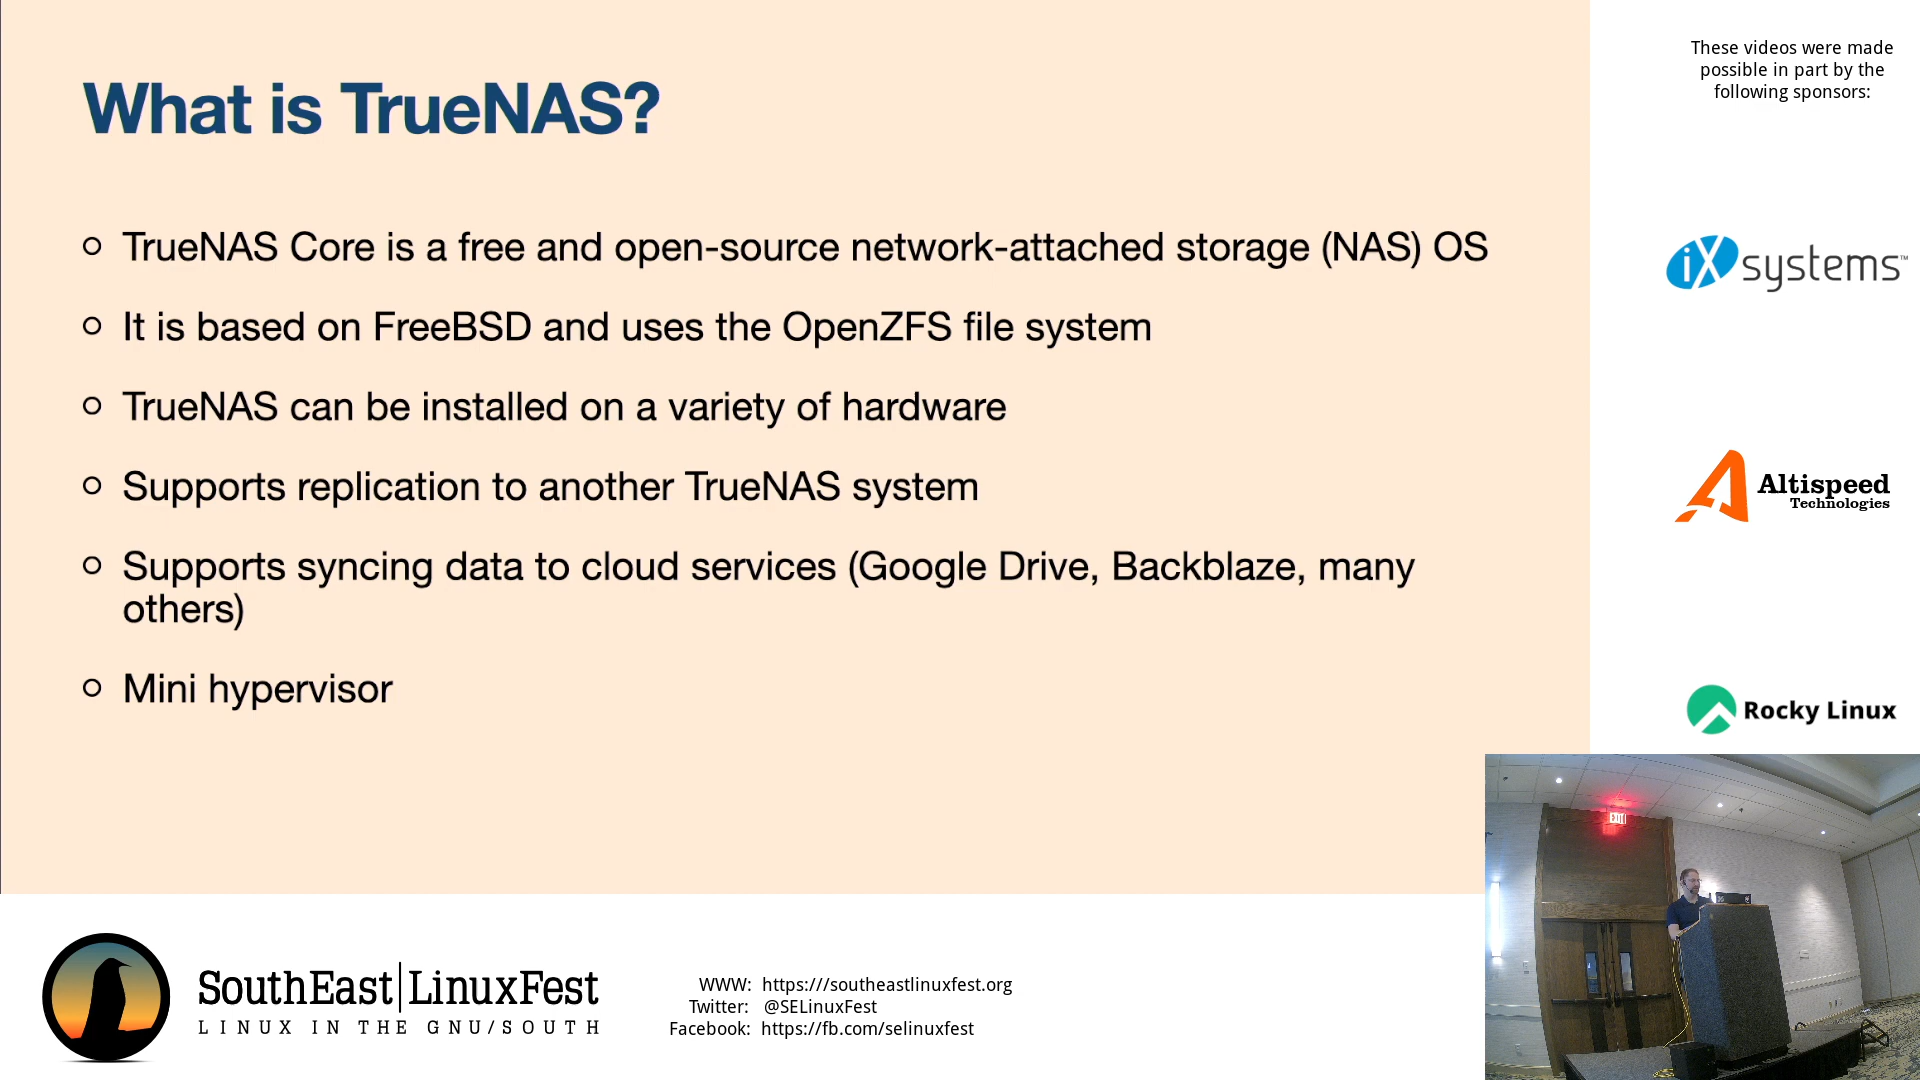 What is TrueNAS?
TrueNAS Core is a free and open-source network-attached storage (NAS) OS
It is based on FreeBSD and uses the OpenZFS file system
TrueNAS can be installed on a variety of hardware
Supports replication to another TrueNAS system
Supports syncing data to cloud services (Google Drive, Backblaze, many
others)
Mini hypervisor
These videos were made
possible in part by the
following sponsors:
iXsystems™
Altispeed
Technologies
Rocky Linux
EXIT
SouthEast|LinuxFest
LINUX IN THE GNU/SOUTH
WWW: https:///southeastlinuxfest.org
Twitter: @SELinuxFest
Facebook: https://fb.com/selinuxfest